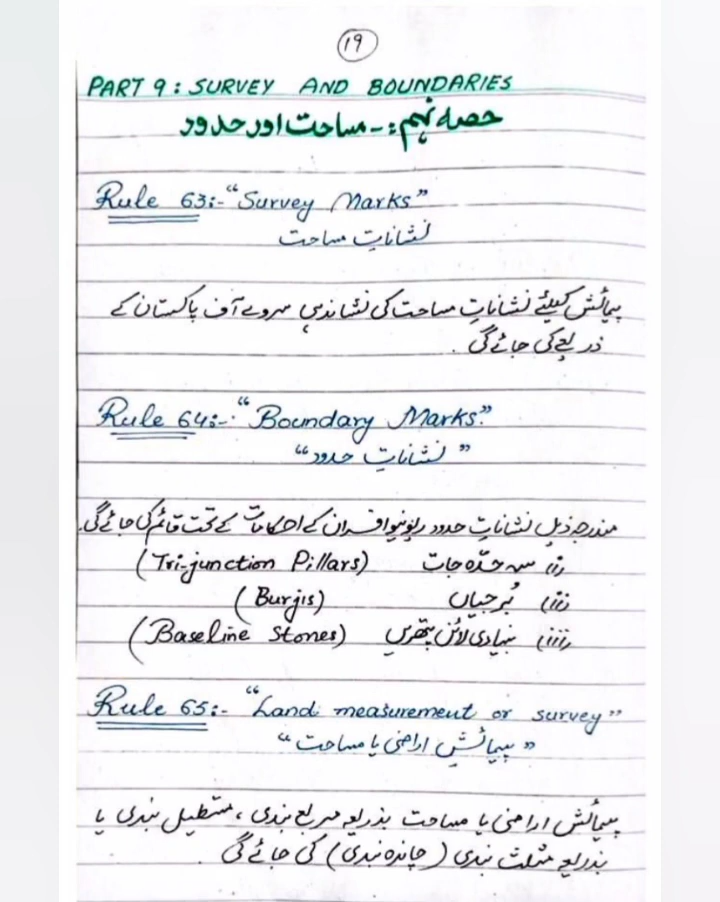 19
PART 9 : SURVEY AND BOUNDARIES
حصہ نہم :- مساحت اور حدود
Rule 63:- “Survey Marks”
نشاناتِ مساحت
پیمائش کیلئے نشاناتِ مساحت کی نشاندہی سروے آف پاکستان کے
ذریعے کی جائے گی .
Rule 64:- “Boundary Marks.”
” نشاناتِ حدود “
مندرجہ ذیل نشاناتِ حدود ریونیو افسران کے احکامات کے تحت قائم کی جائے گی.
(i) سہ حدّہ جات (Tri-junction Pillars)
(ii) بُرجیاں (Burjis)
(iii) بنیادی لائن پتھریں (Baseline Stones)
Rule 65:- “Land measurement or survey”
” پیمائشِ اراضی یا مساحت “
پیمائش اراضی یا مساحت بذریعہ مربع بندی ، مستطیل بندی یا
بذریعہ مثلث بندی ( چاندہ بندی ) کی جائے گی .